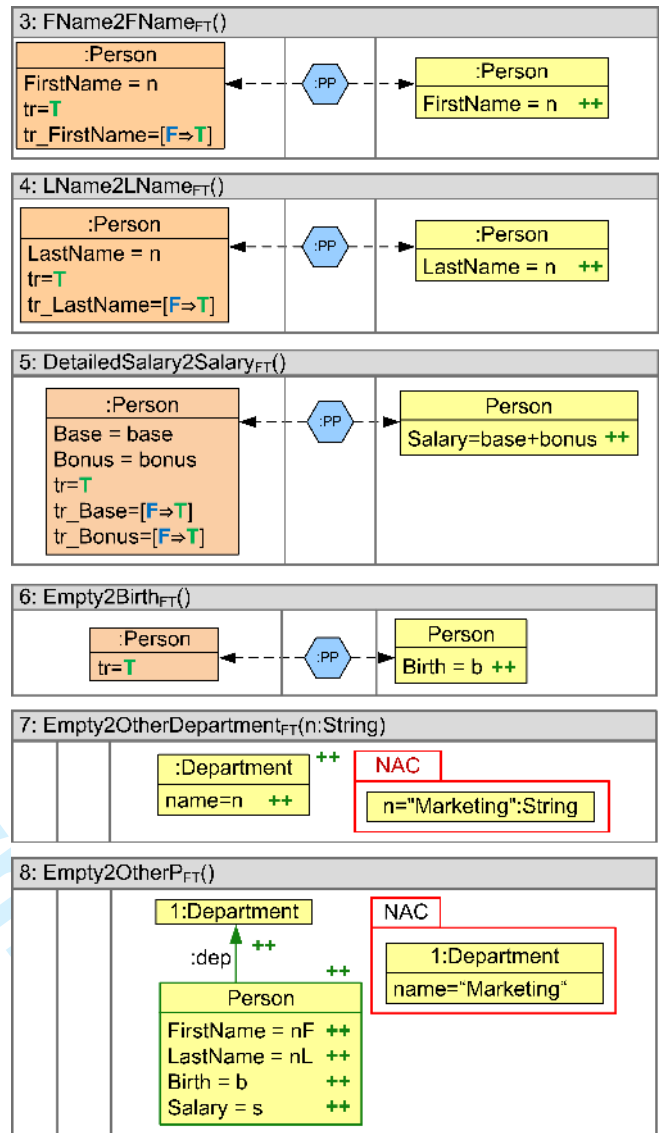 3: FName2FNameFT()
:Person
FirstName = n
tr=T
tr_FirstName=[F⇒T]
:PP
:Person
FirstName = n ++
4: LName2LNameFT()
:Person
LastName = n
tr=T
tr_LastName=[F⇒T]
:PP
:Person
LastName = n ++
5: DetailedSalary2SalaryFT()
:Person
Base = base
Bonus = bonus
tr=T
tr_Base=[F⇒T]
tr_Bonus=[F⇒T]
:PP
Person
Salary=base+bonus ++
6: Empty2BirthFT()
:Person
tr=T
:PP
Person
Birth = b ++
7: Empty2OtherDepartmentFT(n:String)
:Department ++
name=n ++
NAC
n="Marketing":String
8: Empty2OtherPFT()
1:Department
:dep ++
++
Person
FirstName = nF ++
LastName = nL ++
Birth = b ++
Salary = s ++
NAC
1:Department
name=“Marketing“